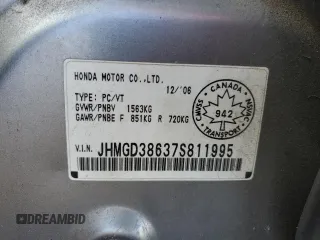 HONDA MOTOR CO.,LTD.
12/'06
TYPE: PC/VT
GVWR/PNBV 1563KG
GAWR/PNBE F 851KG R 720KG
V.I.N. JHMGD38637S811995
CANADA
CMVSS
NSVAC
942
TRANSPORT
DREAMBID